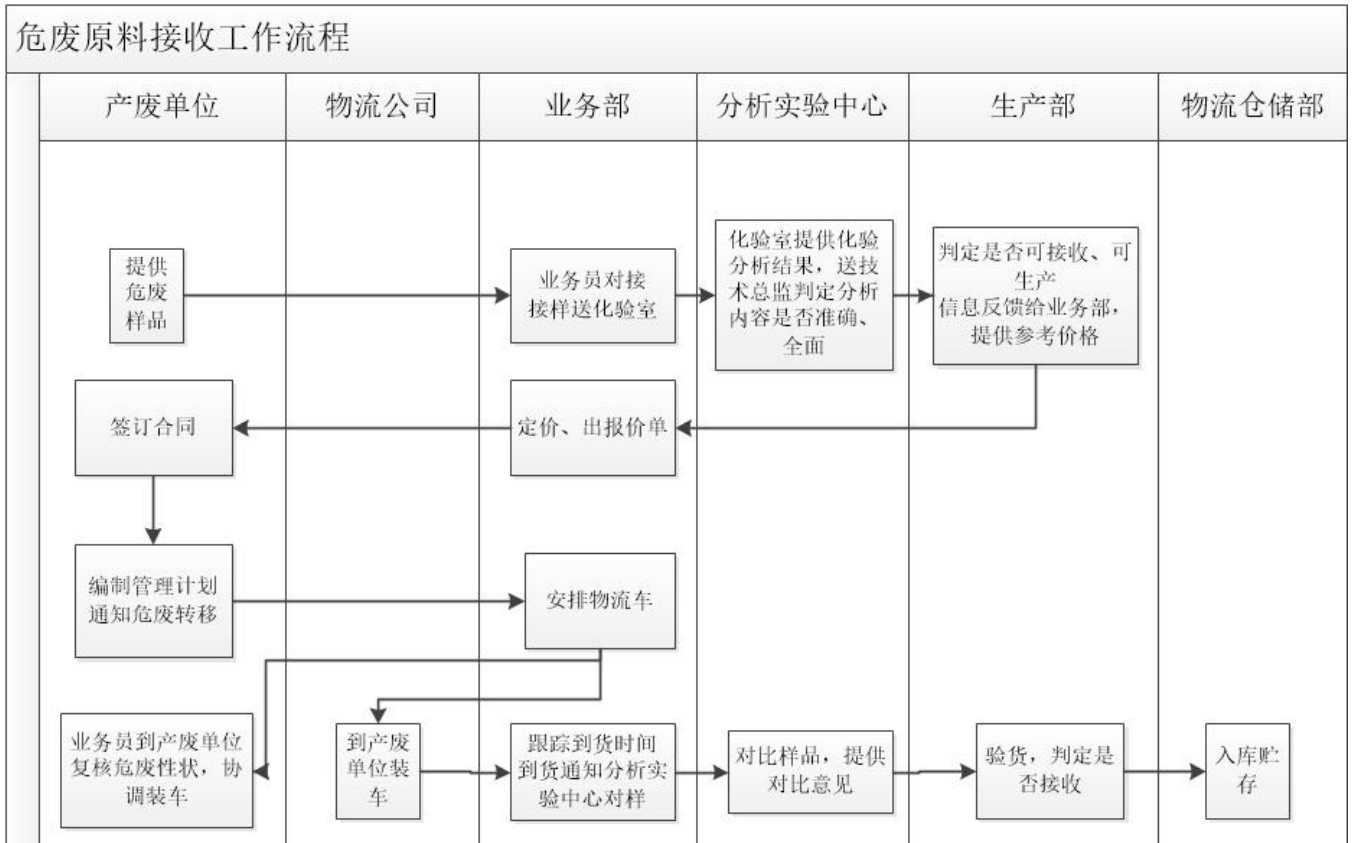 危废原料接收工作流程
产废单位
物流公司
业务部
分析实验中心
生产部
物流仓储部
提供
危废
样品
业务员对接
接样送化验室
化验室提供化验
分析结果，送技
术总监判定分析
内容是否准确、
全面
判定是否可接收、可
生产
信息反馈给业务部，
提供参考价格
签订合同
定价、出报价单
编制管理计划
通知危废转移
安排物流车
业务员到产废单位
复核危废性状，协
调装车
到产废
单位装
车
跟踪到货时间
到货通知分析实
验中心对样
对比样品，提供
对比意见
验货，判定是
否接收
入库贮
存